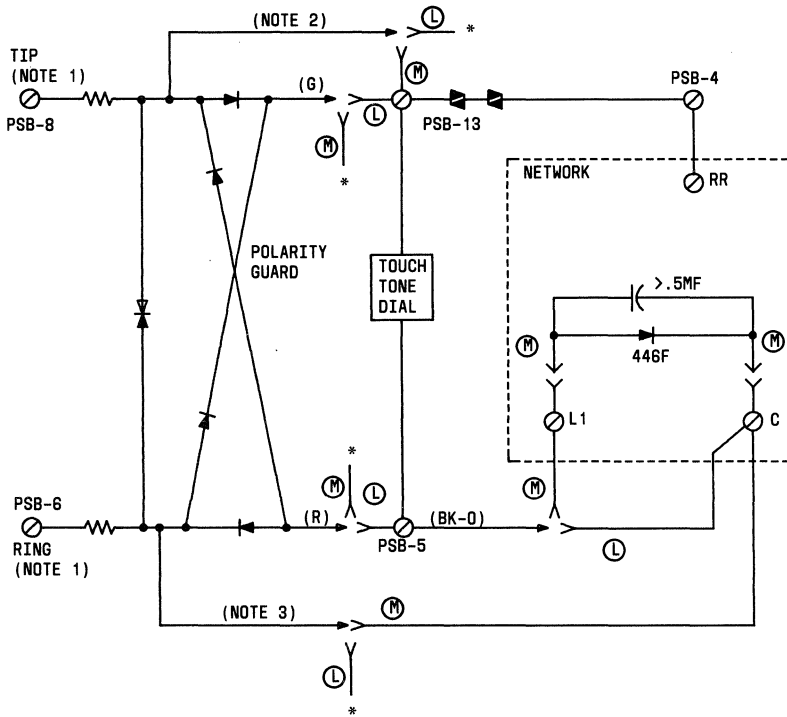 (NOTE 2)
L
*
TIP
(NOTE 1)
PSB-8
(G)
M
L
M
*
PSB-13
PSB-4
NETWORK
RR
POLARITY
GUARD
TOUCH
TONE
DIAL
>.5MF
M
446F
M
L1
C
*
M
L
M
PSB-6
RING
(NOTE 1)
(R)
PSB-5
(BK-O)
L
(NOTE 3)
M
L
*